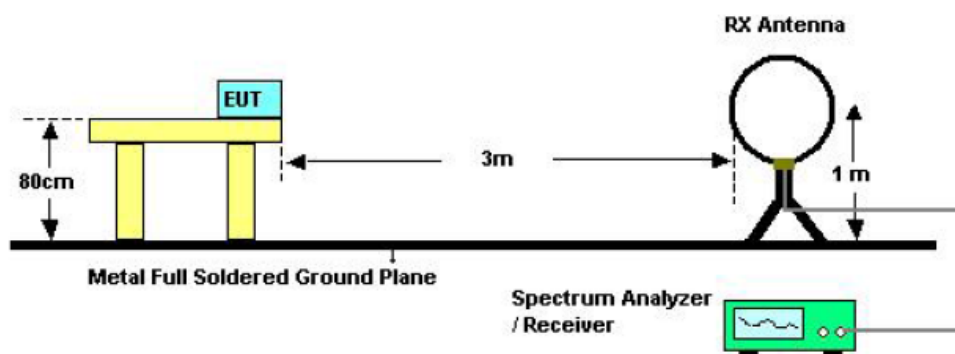 RX Antenna
EUT
3m
80cm
1 m
Metal Full Soldered Ground Plane
Spectrum Analyzer
/ Receiver